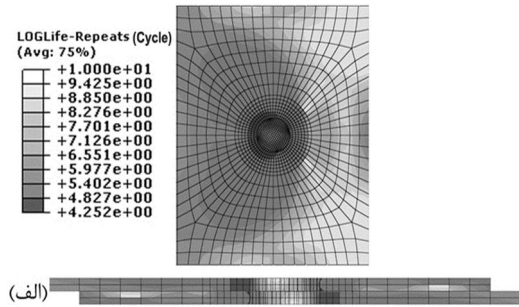 LOGLife-Repeats (Cycle)
(Avg: 75%)
+1.000e+01
+9.425e+00
+8.850e+00
+8.276e+00
+7.701e+00
+7.126e+00
+6.551e+00
+5.977e+00
+5.402e+00
+4.827e+00
+4.252e+00
(الف)